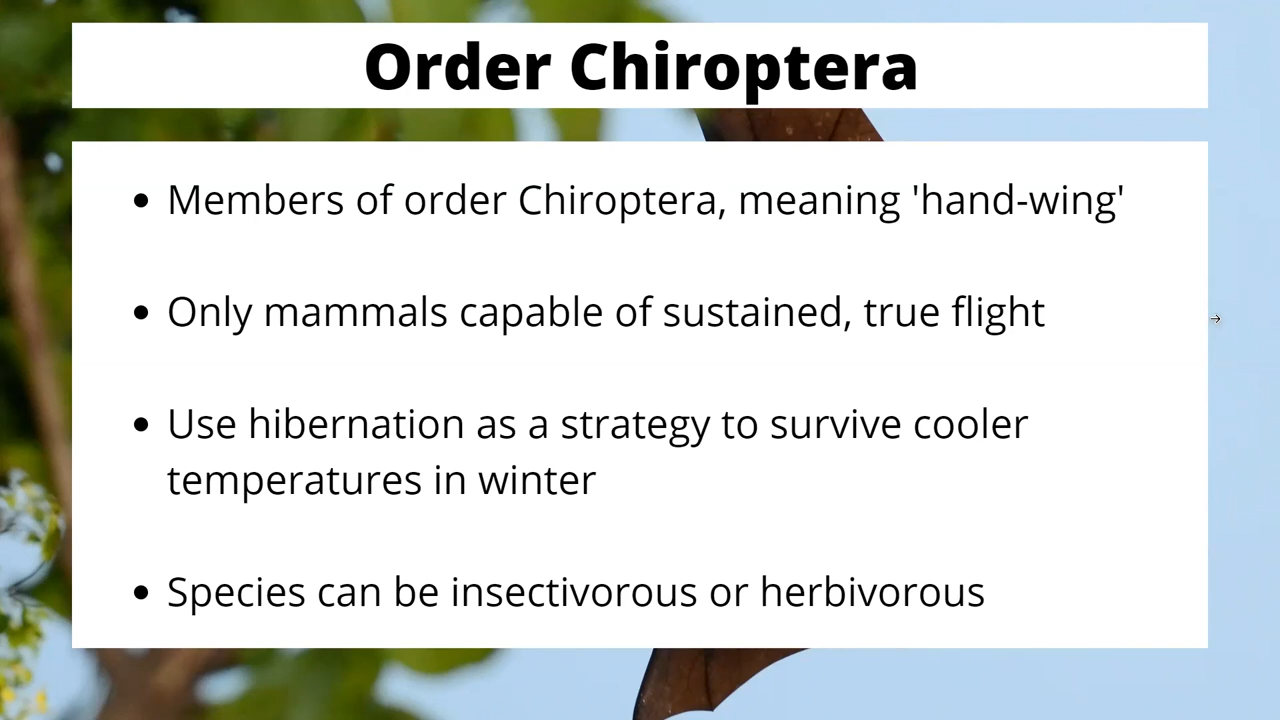 Order Chiroptera
• Members of order Chiroptera, meaning 'hand-wing'
• Only mammals capable of sustained, true flight
• Use hibernation as a strategy to survive cooler
temperatures in winter
• Species can be insectivorous or herbivorous